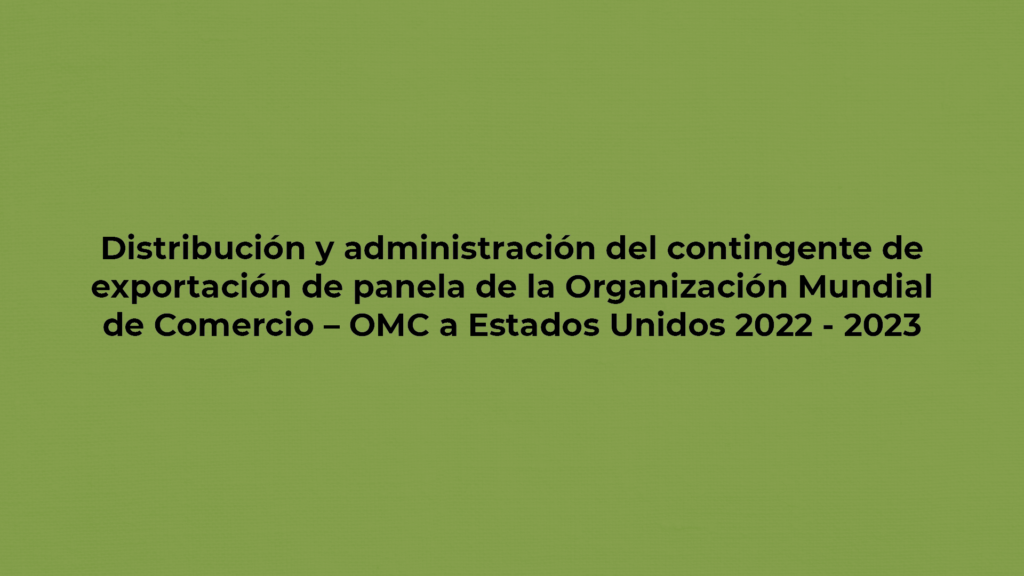 Distribución y administración del contingente de
exportación de panela de la Organización Mundial
de Comercio – OMC a Estados Unidos 2022 - 2023